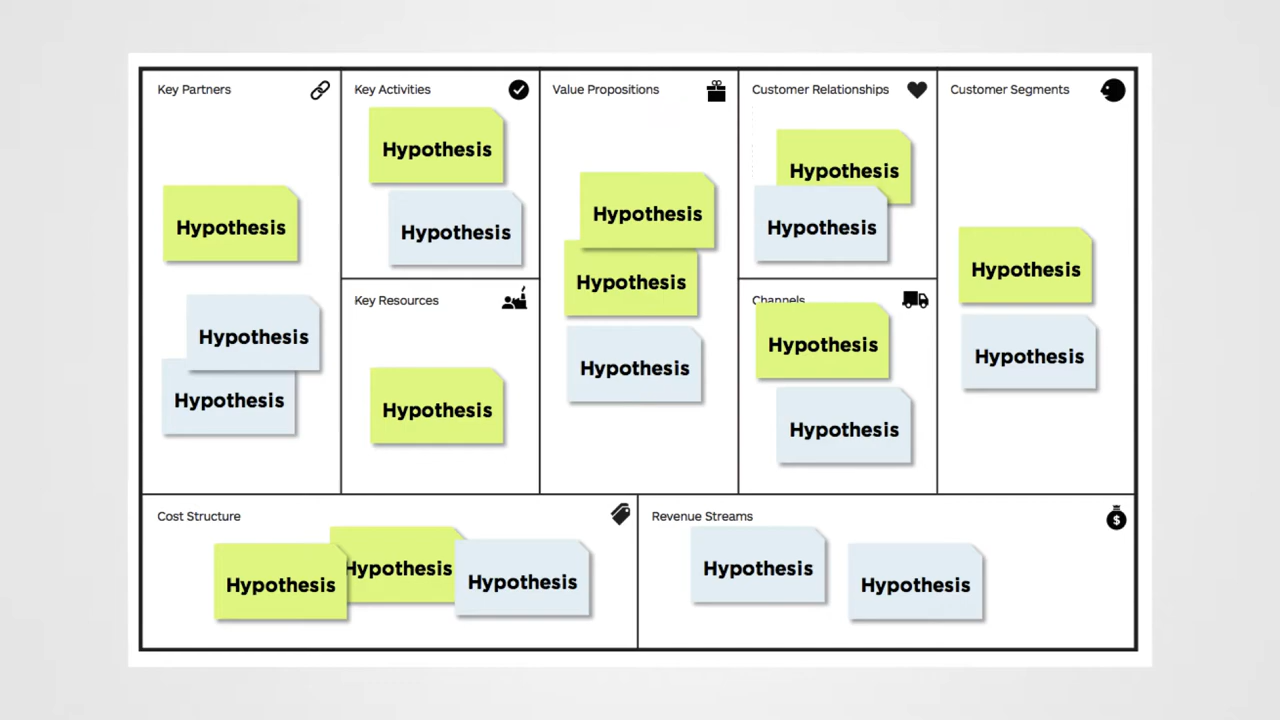 Key Partners
Hypothesis
Hypothesis
Hypothesis
Key Activities
Hypothesis
Hypothesis
Key Resources
Hypothesis
Value Propositions
Hypothesis
Hypothesis
Hypothesis
Customer Relationships
Hypothesis
Hypothesis
Channels
Hypothesis
Hypothesis
Customer Segments
Hypothesis
Hypothesis
Cost Structure
Hypothesis
Hypothesis
Hypothesis
Revenue Streams
Hypothesis
Hypothesis
$